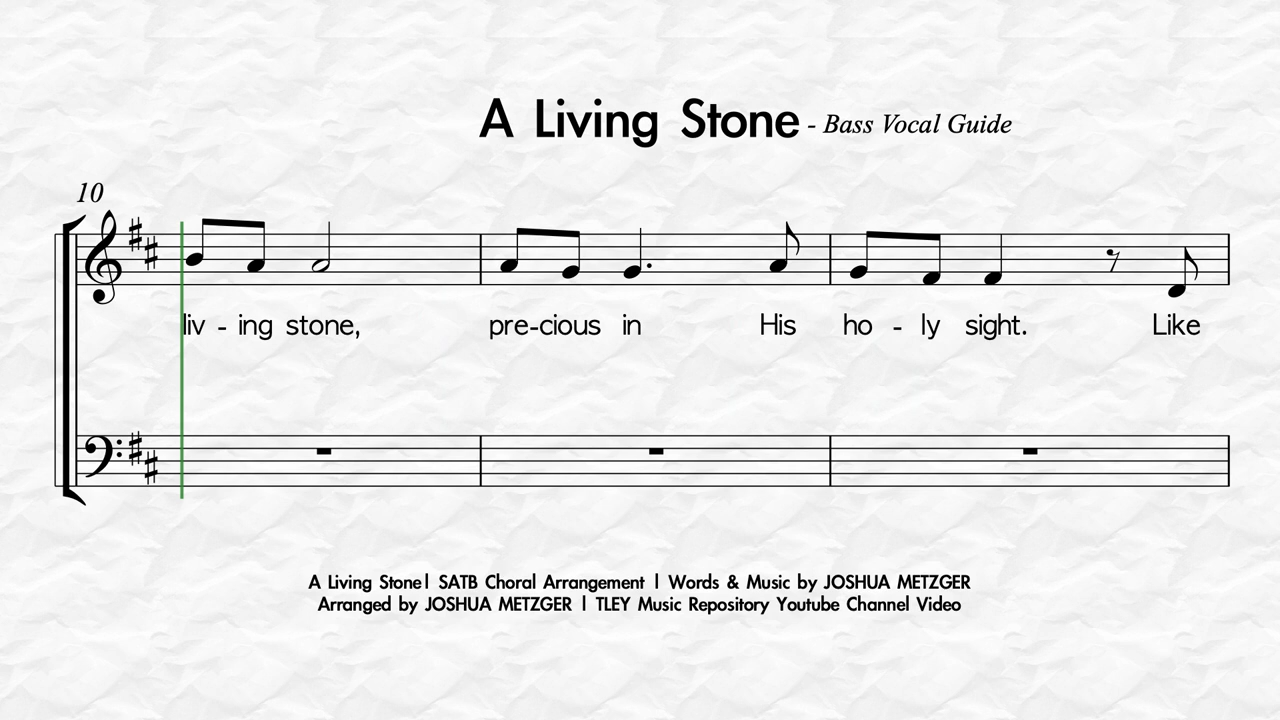 A Living Stone - Bass Vocal Guide
10
liv - ing stone, pre-cious in His ho - ly sight. Like
A Living Stone| SATB Choral Arrangement | Words & Music by JOSHUA METZGER
Arranged by JOSHUA METZGER | TLEY Music Repository Youtube Channel Video